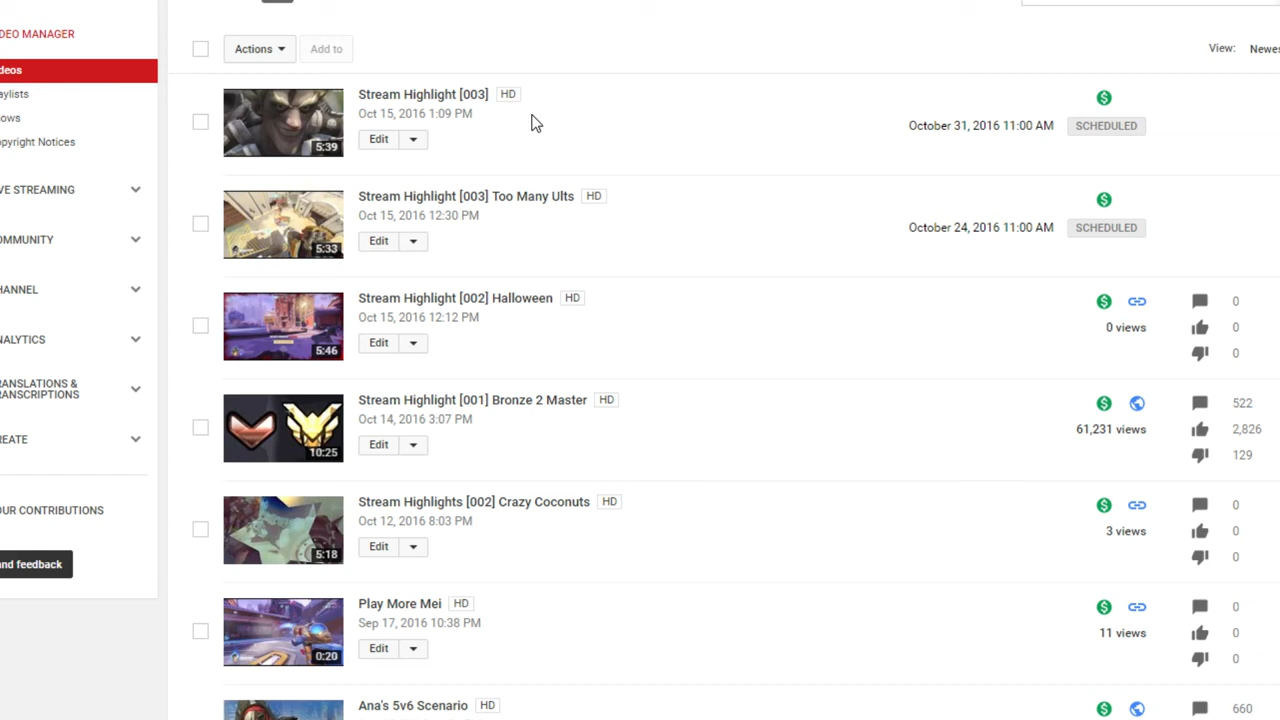 DEO MANAGER
Actions
Add to
View:
Newes
deos
Stream Highlight [003] HD
aylists
Oct 15, 2016 1:09 PM
ows
October 31, 2016 11:00 AM SCHEDULED
opyright Notices
Edit
5:39
VE STREAMING
Stream Highlight [003] Too Many Ults HD
Oct 15, 2016 12:30 PM
October 24, 2016 11:00 AM SCHEDULED
OMMUNITY
Edit
5:33
HANNEL
Stream Highlight [002] Halloween HD
0
Oct 15, 2016 12:12 PM
0 views
0
NALYTICS
Edit
5:46
0
RANSLATIONS &
RANSCRIPTIONS
Stream Highlight [001] Bronze 2 Master HD
522
Oct 14, 2016 3:07 PM
61,231 views
2,826
REATE
Edit
10:25
129
OUR CONTRIBUTIONS
Stream Highlights [002] Crazy Coconuts HD
0
Oct 12, 2016 8:03 PM
3 views
0
Edit
5:18
0
nd feedback
Play More Mei HD
0
Sep 17, 2016 10:38 PM
11 views
0
Edit
0:20
0
Ana's 5v6 Scenario HD
660